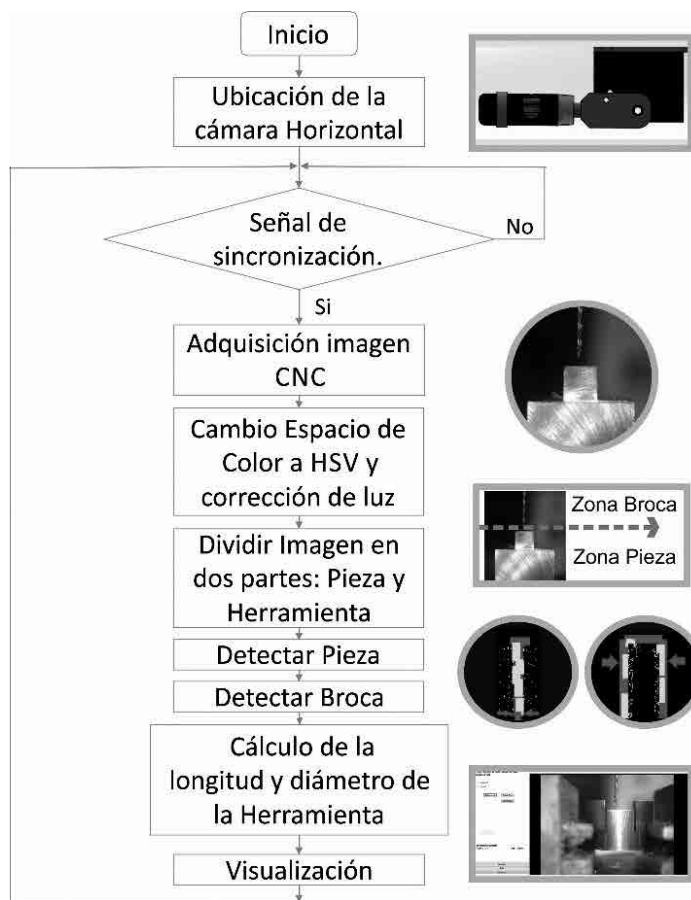 Inicio
Ubicación de la
cámara Horizontal
Señal de
sincronización.
No
Si
Adquisición imagen
CNC
Cambio Espacio de
Color a HSV y
corrección de luz
Zona Broca
Zona Pieza
Dividir Imagen en
dos partes: Pieza y
Herramienta
Detectar Pieza
Detectar Broca
Cálculo de la
longitud y diámetro de
la Herramienta
Visualización